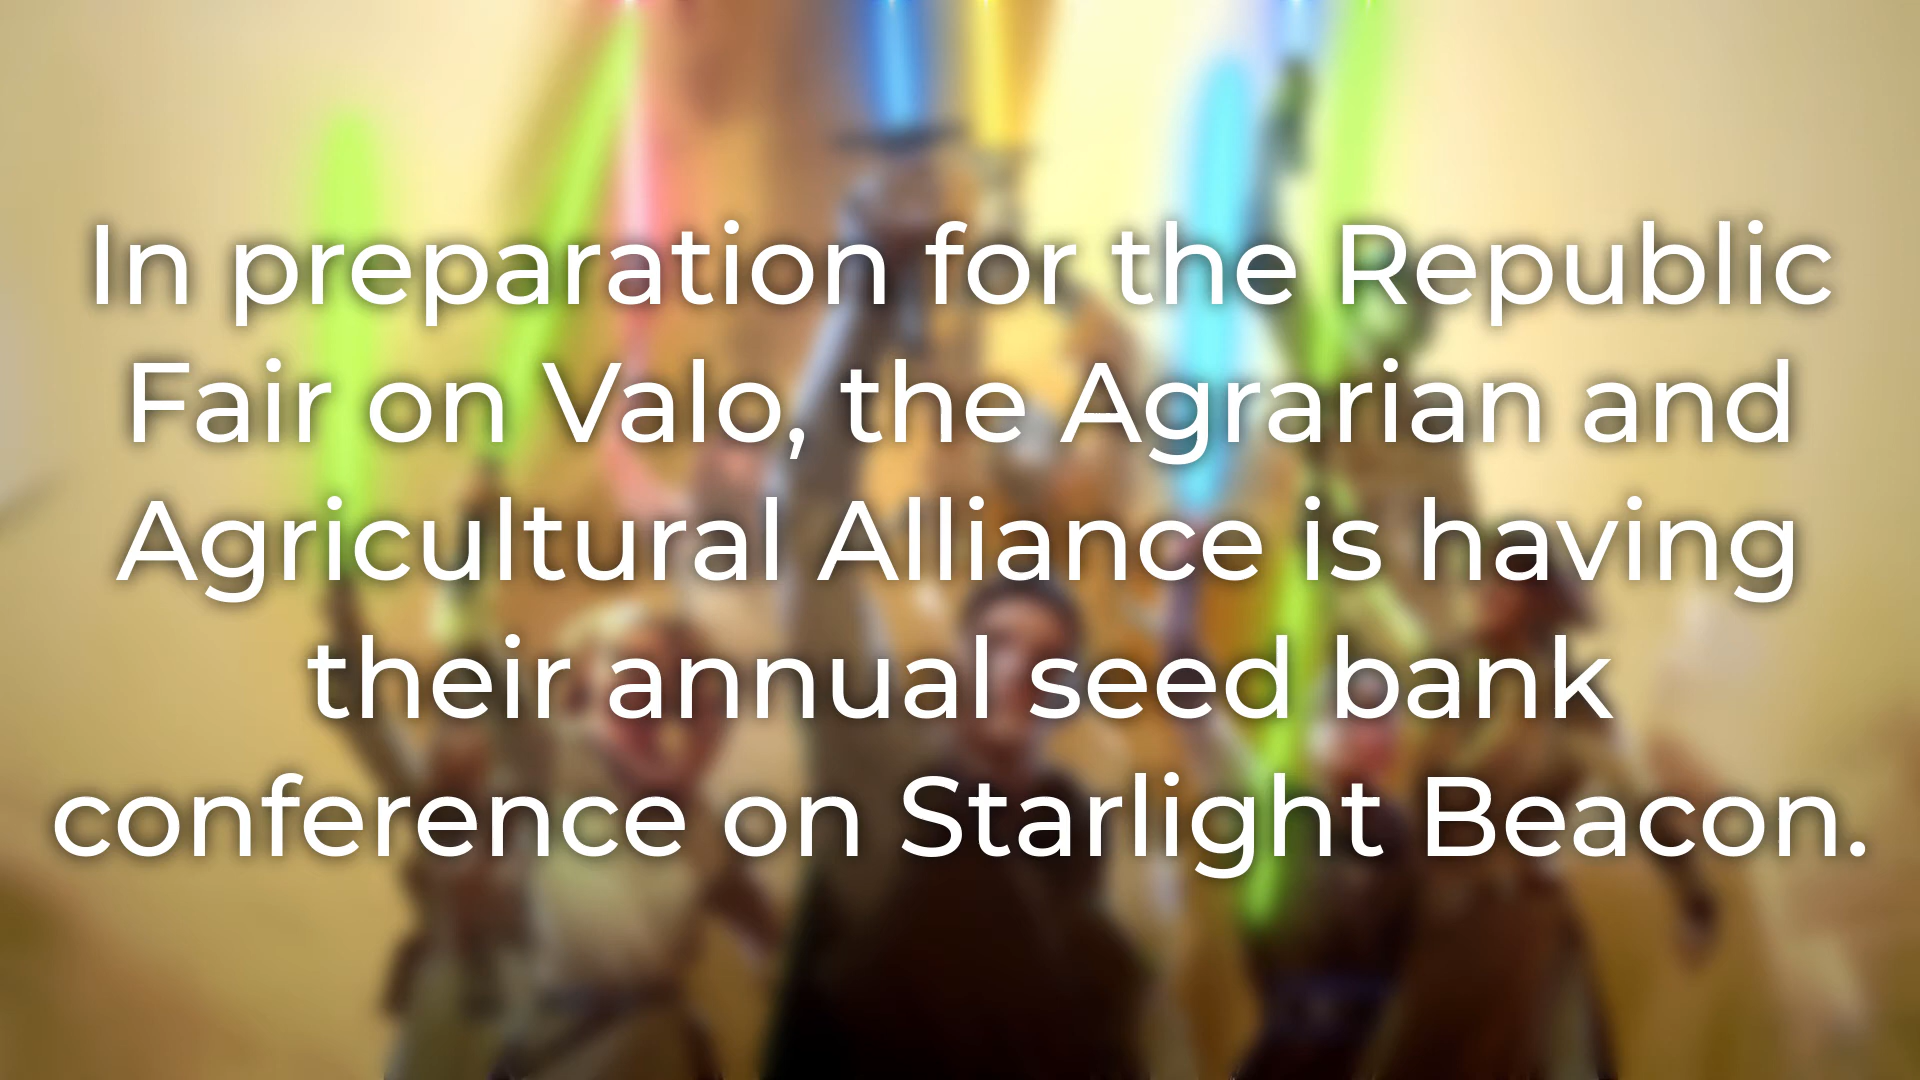 In preparation for the Republic
Fair on Valo, the Agrarian and
Agricultural Alliance is having
their annual seed bank
conference on Starlight Beacon.